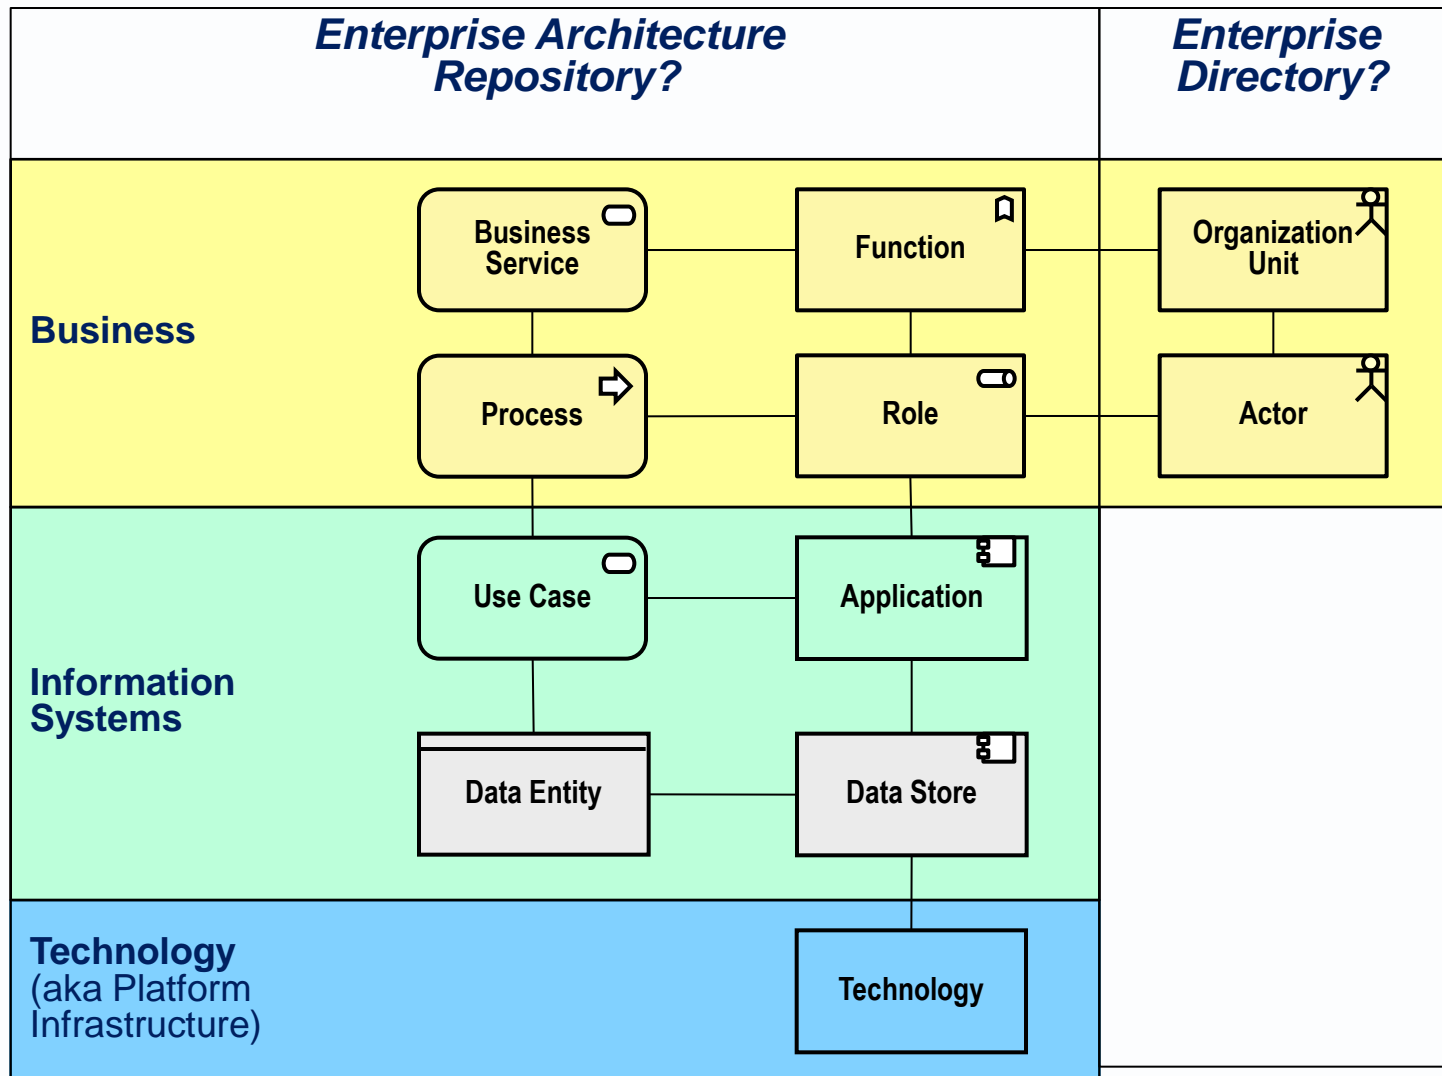 Enterprise Architecture
Repository?
Enterprise
Directory?
Business
Business
Service
Function
Organization
Unit
Process
Role
Actor
Information
Systems
Use Case
Application
Data Entity
Data Store
Technology
(aka Platform
Infrastructure)
Technology